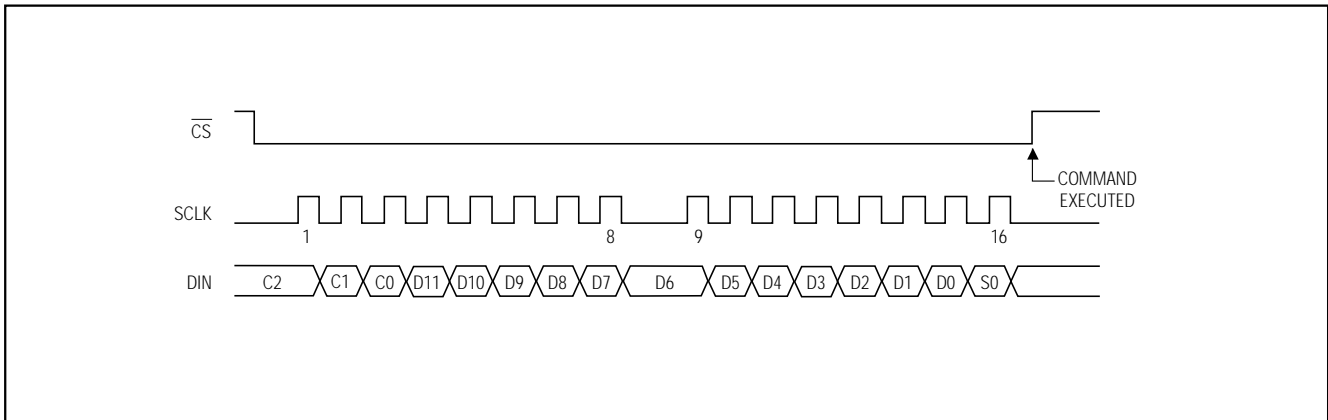 CS
COMMAND
EXECUTED
SCLK
1 8 9 16
DIN C2 C1 C0 D11 D10 D9 D8 D7 D6 D5 D4 D3 D2 D1 D0 S0